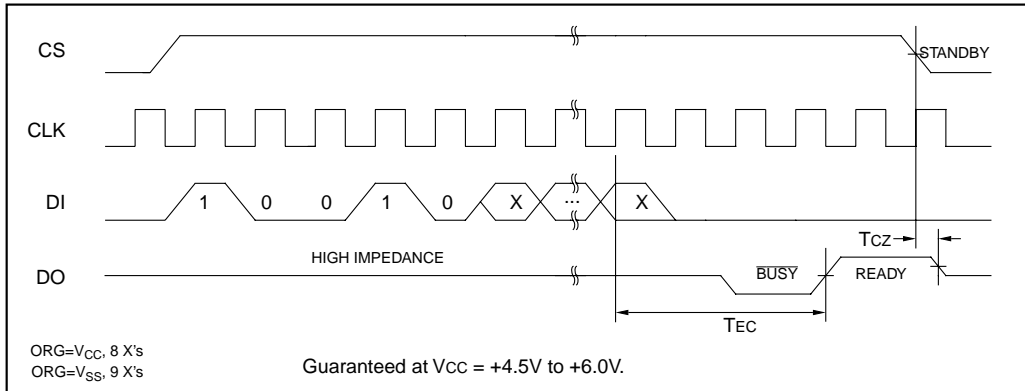 CS
STANDBY
CLK
DI 1 0 0 1 0 X ... X
TCZ
HIGH IMPEDANCE
DO BUSY READY
TEC
ORG=VCC, 8 X's
ORG=VSS, 9 X's
Guaranteed at VCC = +4.5V to +6.0V.